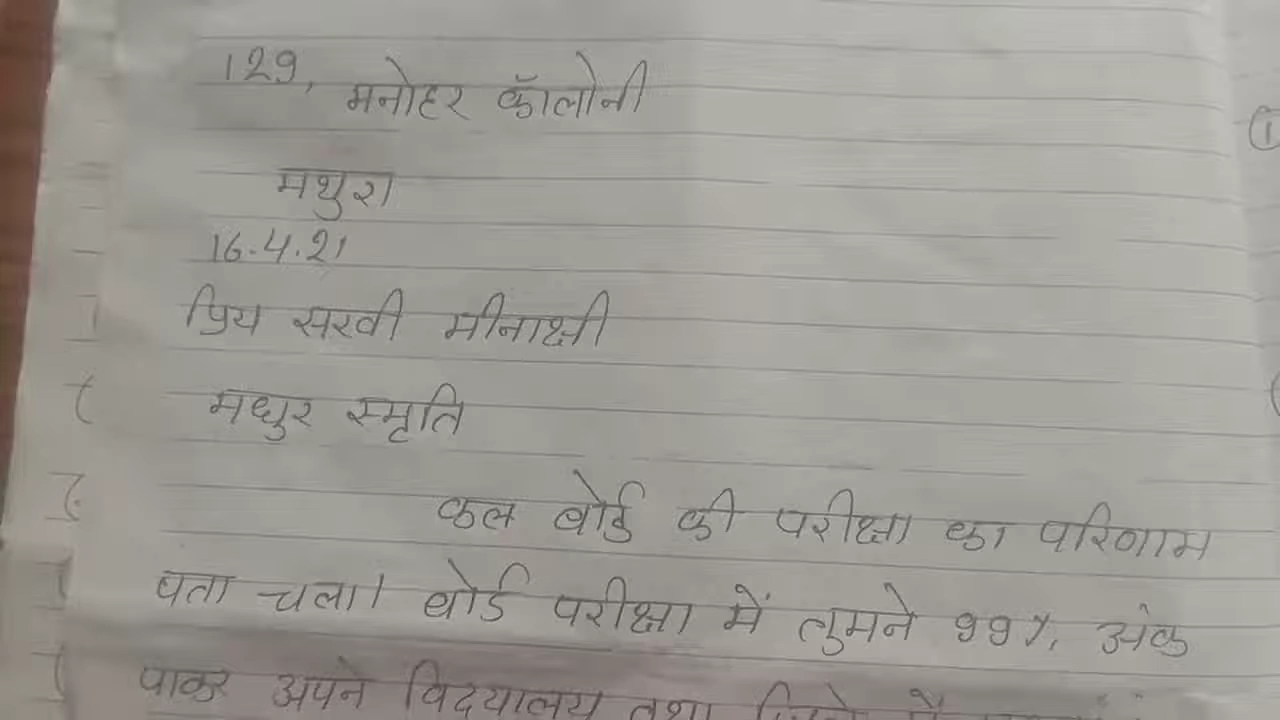 129, मनोहर कॉलोनी
मथुरा
16.4.21
प्रिय सखी मीनाक्षी
मधुर स्मृति
कल बोर्ड की परीक्षा का परिणाम
पता चला। बोर्ड परीक्षा में तुमने 99% अंक
पाकर अपने विद्यालय तथा जिले में